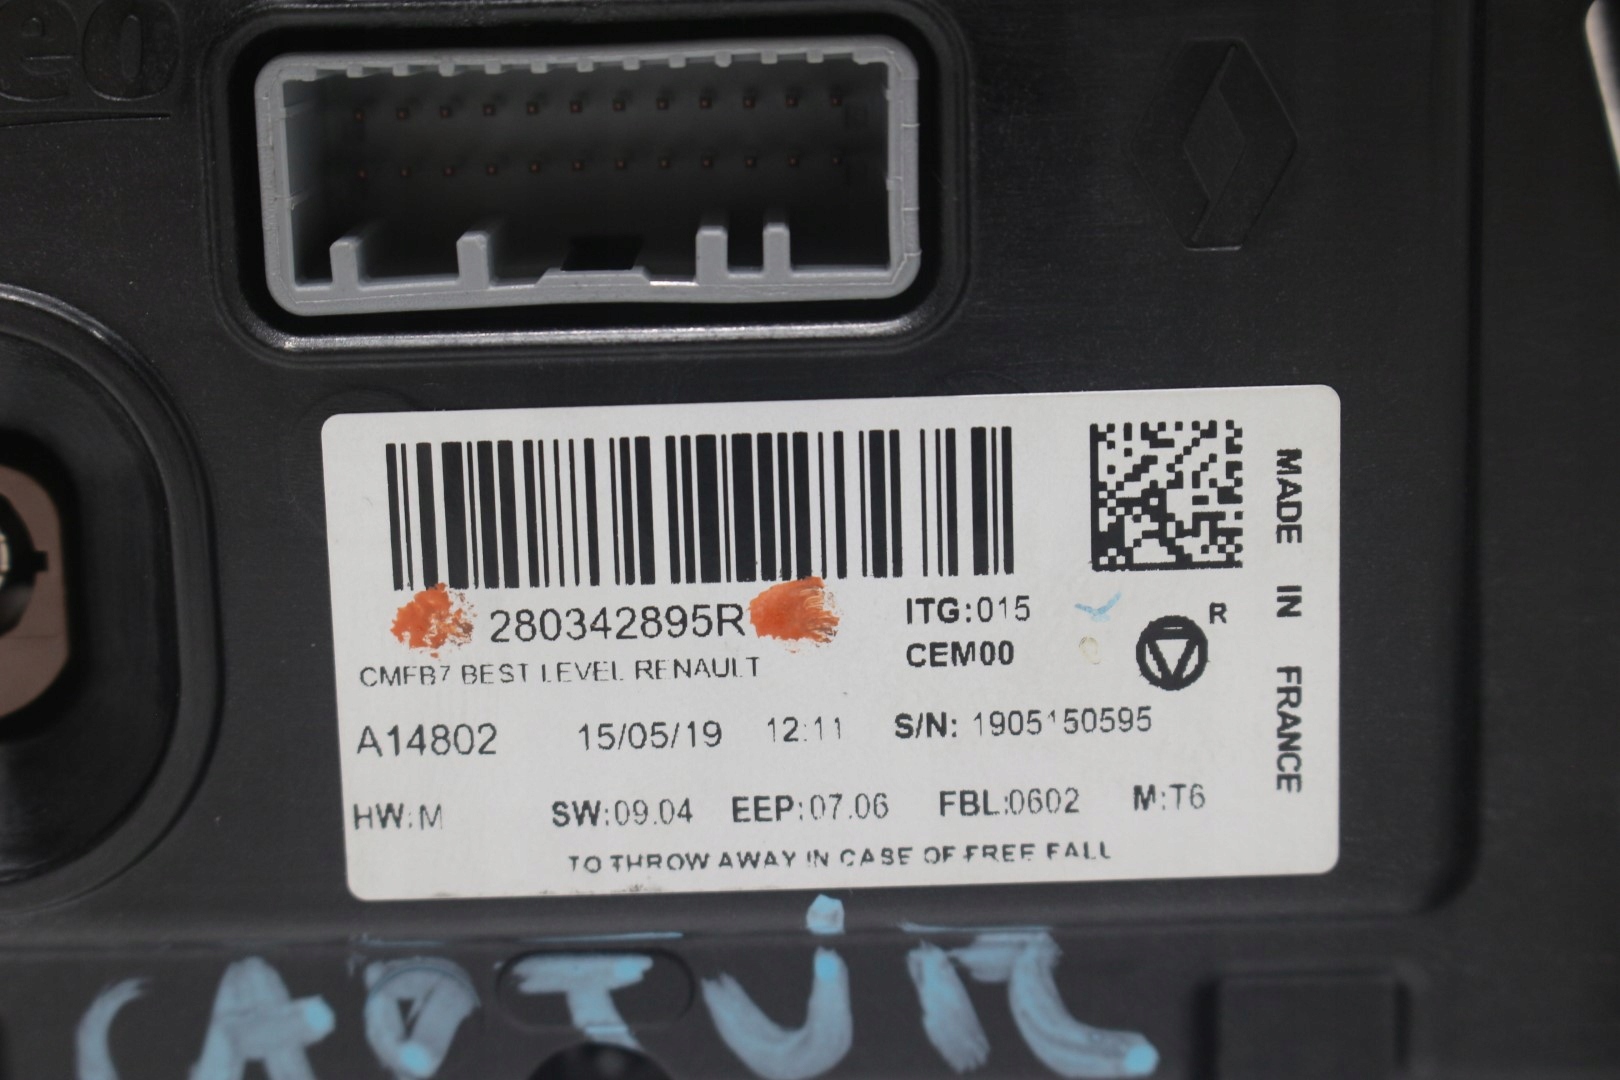 eo
280342895R
ITG:015
CEM00
R
CMFB7 BEST LEVEL RENAULT
A14802 15/05/19 12:11 S/N: 1905150595
HW:M SW:09.04 EEP:07.06 FBL:0602 M:T6
TO THROW AWAY IN CASE OF FREE FALL
MADE IN FRANCE
CAPTUR